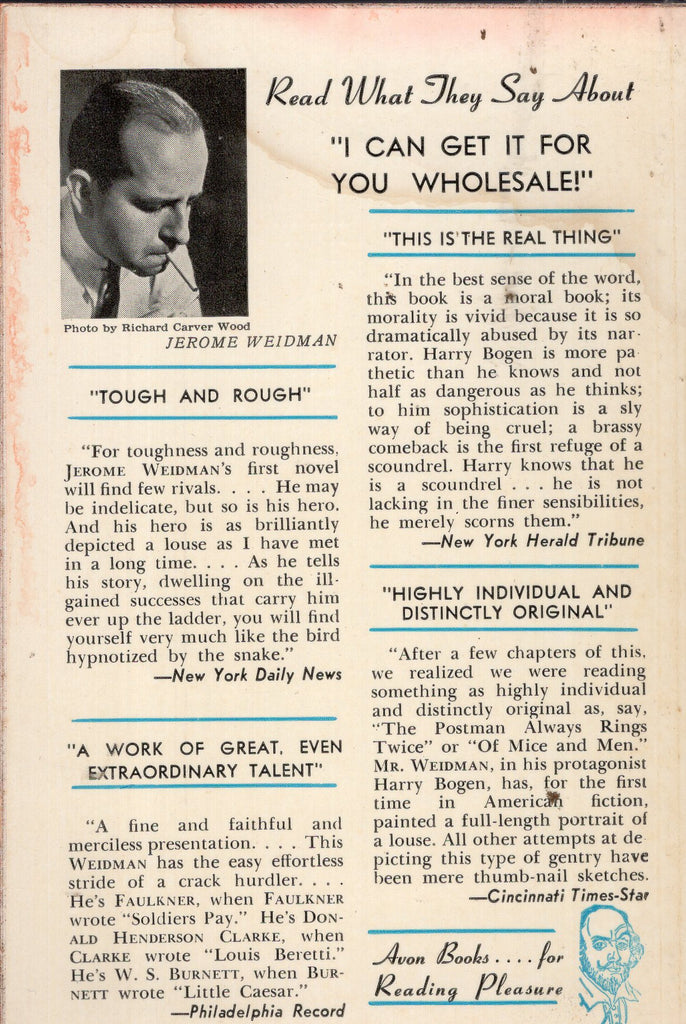 Read What They Say About
"I CAN GET IT FOR
YOU WHOLESALE!"
Photo by Richard Carver Wood
JEROME WEIDMAN
"TOUGH AND ROUGH"
"For toughness and roughness,
JEROME WEIDMAN'S first novel
will find few rivals. . . . He may
be indelicate, but so is his hero.
And his hero is as brilliantly
depicted a louse as I have met
in a long time. . . . As he tells
his story, dwelling on the ill-
gained successes that carry him
ever up the ladder, you will find
yourself very much like the bird
hypnotized by the snake."
—New York Daily News
"A WORK OF GREAT, EVEN
EXTRAORDINARY TALENT"
"A fine and faithful and
merciless presentation. . . . This
WEIDMAN has the easy effortless
stride of a crack hurdler. . . .
He's FAULKNER, when FAULKNER
wrote "Soldiers Pay." He's DON-
ALD HENDERSON CLARKE, when
CLARKE wrote "Louis Beretti."
He's W. S. BURNETT, when BUR-
NETT wrote "Little Caesar."
—Philadelphia Record
"THIS IS THE REAL THING"
"In the best sense of the word,
this book is a moral book; its
morality is vivid because it is so
dramatically abused by its nar-
rator. Harry Bogen is more pa
thetic than he knows and not
half as dangerous as he thinks;
to him sophistication is a sly
way of being cruel; a brassy
comeback is the first refuge of a
scoundrel. Harry knows that he
is a scoundrel . . . he is not
lacking in the finer sensibilities,
he merely scorns them."
—New York Herald Tribune
"HIGHLY INDIVIDUAL AND
DISTINCTLY ORIGINAL"
"After a few chapters of this,
we realized we were reading
something as highly individual
and distinctly original as, say,
"The Postman Always Rings
Twice" or "Of Mice and Men."
MR. WEIDMAN, in his protagonist
Harry Bogen, has, for the first
time in American fiction,
painted a full-length portrait of
a louse. All other attempts at de
picting this type of gentry have
been mere thumb-nail sketches.
—Cincinnati Times-Star
Avon Books . . . . for
Reading Pleasure